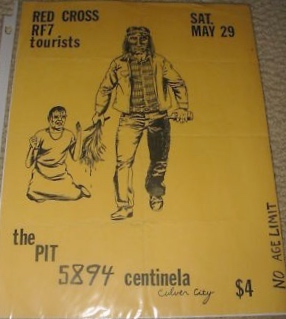 RED CROSS
RF7
tourists
SAT.
MAY 29
the
PIT
5894 centinela
Culver City
$4
NO AGE LIMIT